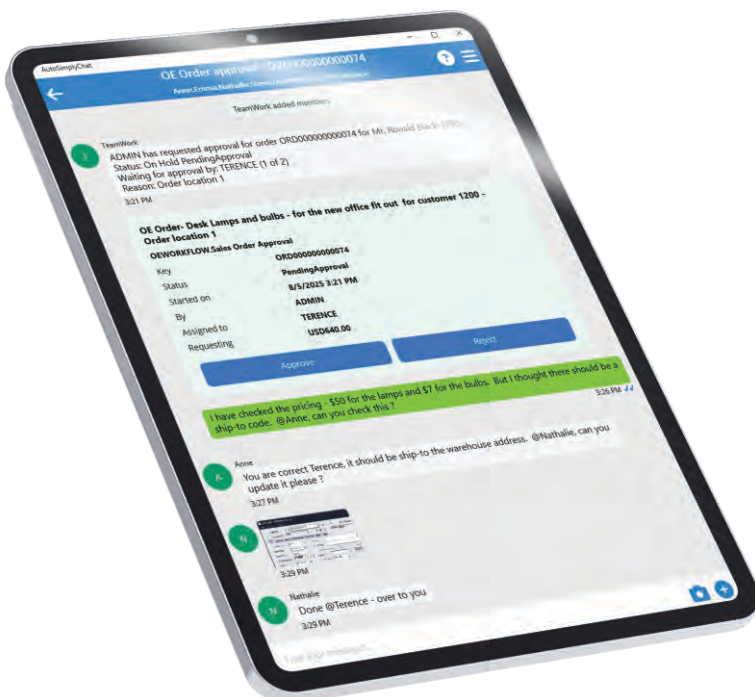 AutoSimplyChat
OE Order approval - ORD000000000074
TeamWork added members
TeamWork
ADMIN has requested approval for order ORD000000000074 for Mr. Ronald Black
Status: On Hold PendingApproval
Waiting for approval by: TERENCE (1 of 2)
Reason: Order location 1
3:21 PM
OE Order- Desk Lamps and bulbs - for the new office fit out for customer 1200 -
Order location 1
OEWORKFLOW.Sales Order Approval
Key ORD000000000074
Status PendingApproval
Started on 8/5/2025 3:21 PM
By ADMIN
Assigned to TERENCE
Requesting USD640.00
Approve Reject
I have checked the pricing - $50 for the lamps and $7 for the bulbs. But I thought there should be a
ship-to code. @Anne, can you check this ?
3:26 PM
Anne
A
You are correct Terence, it should be ship-to the warehouse address. @Nathalie, can you
update it please ?
3:27 PM
N
3:29 PM
Nathalie
N
Done @Terence - over to you
3:29 PM